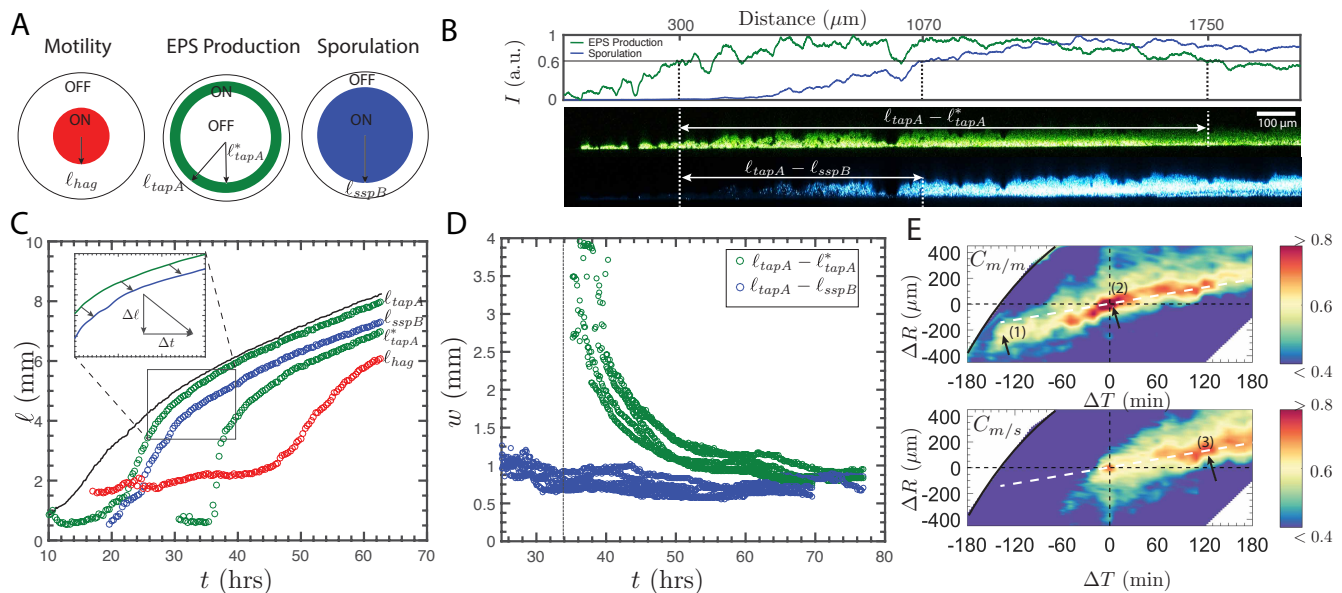 A
Motility
EPS Production
Sporulation
OFF
ON
ℓhag
OFF
ON
OFF
ℓ*tapA
ℓtapA
OFF
ON
ℓsspB
B
Distance (μm)
300
1070
1750
EPS Production
Sporulation
1
0.6
0
I (a.u.)
ℓtapA − ℓ*tapA
100 μm
ℓtapA − ℓsspB
C
10
8
6
4
2
0
ℓ (mm)
Δℓ
Δt
ℓtapA
ℓsspB
ℓ*tapA
ℓhag
10 20 30 40 50 60 70
t (hrs)
D
4
3.5
3
2.5
2
1.5
1
0.5
0
w (mm)
ℓtapA − ℓ*tapA
ℓtapA − ℓsspB
30 40 50 60 70 80
t (hrs)
E
400
200
0
-200
-400
ΔR (μm)
Cm/m
(1)
(2)
-180 -120 -60 0 60 120 180
ΔT (min)
> 0.8
0.6
< 0.4
400
200
0
-200
-400
ΔR (μm)
Cm/s
(3)
-180 -120 -60 0 60 120 180
ΔT (min)
> 0.8
0.6
< 0.4